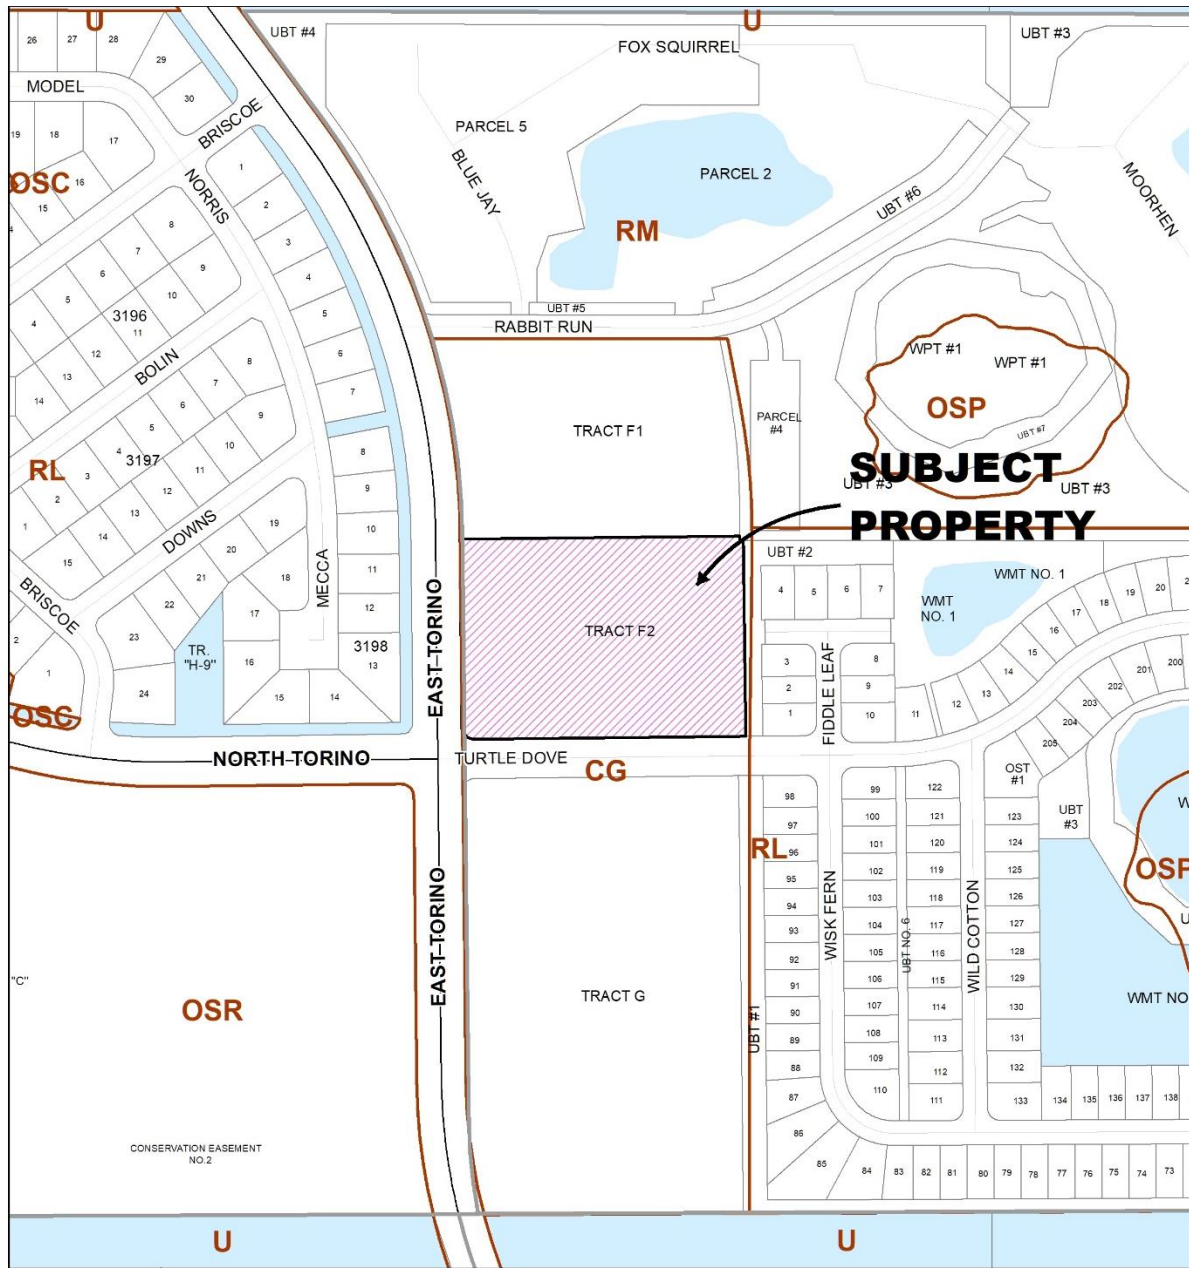 U
U
26
27
28
29
30
UBT #4
FOX SQUIRREL
UBT #3
MODEL
BRISCOE
19
18
17
16
15
OSC
NORRIS
PARCEL 5
BLUE JAY
PARCEL 2
UBT #6
MOORHEN
RM
1
2
3
4
5
6
7
8
7
6
5
4
9
10
11
12
13
14
3196
BOLIN
UBT #5
RABBIT RUN
8
7
6
5
4
3
2
1
9
10
11
12
13
14
15
3197
RL
DOWNS
TRACT F1
PARCEL
#4
WPT #1
WPT #1
OSP
UBT #7
UBT #3
UBT #3
SUBJECT
PROPERTY
8
9
10
11
12
13
3198
MECCA
19
20
21
22
23
24
18
17
16
15
14
BRISCOE
2
1
OSC
TR.
"H-9"
EAST TORINO
TRACT F2
UBT #2
4
5
6
7
3
2
1
8
9
10
FIDDLE LEAF
WMT
NO. 1
WMT NO. 1
11
12
13
14
15
16
17
18
19
20
200
201
202
203
204
205
NORTH TORINO
TURTLE DOVE
CG
OST
#1
UBT
#3
OSP
RL
98
97
96
95
94
93
92
91
90
89
88
87
86
85
84
83
82
81
80
79
78
77
76
75
74
73
WISK FERN
99
100
101
102
103
104
105
106
107
108
109
110
UBT NO. 6
122
121
120
119
118
117
116
115
114
113
112
111
WILD COTTON
123
124
125
126
127
128
129
130
131
132
133
134
135
136
137
138
WMT NO
EAST TORINO
"C"
OSR
TRACT G
UBT #1
CONSERVATION EASEMENT
NO.2
U
U